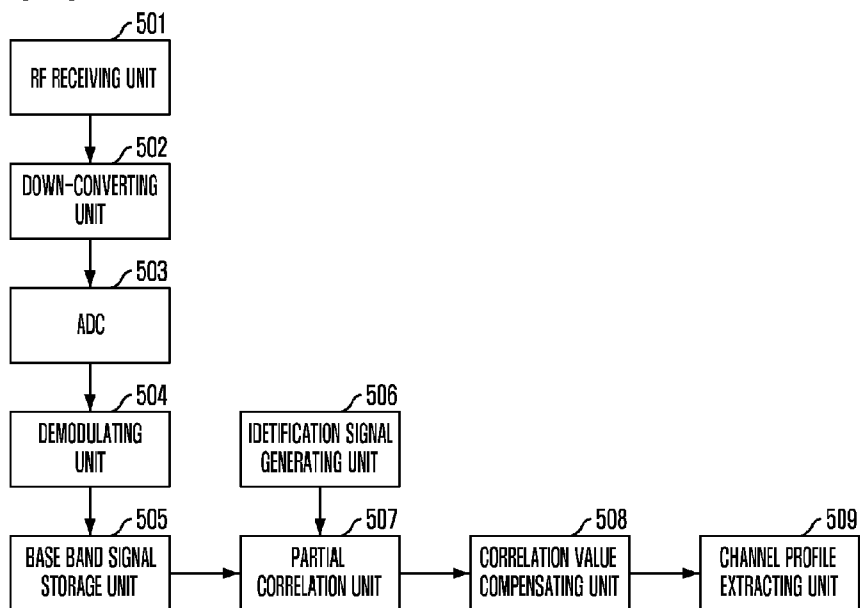 501
RF RECEIVING UNIT
502
DOWN-CONVERTING
UNIT
503
ADC
504
DEMODULATING
UNIT
506
IDETIFICATION SIGNAL
GENERATING UNIT
505
BASE BAND SIGNAL
STORAGE UNIT
507
PARTIAL
CORRELATION UNIT
508
CORRELATION VALUE
COMPENSATING UNIT
509
CHANNEL PROFILE
EXTRACTING UNIT